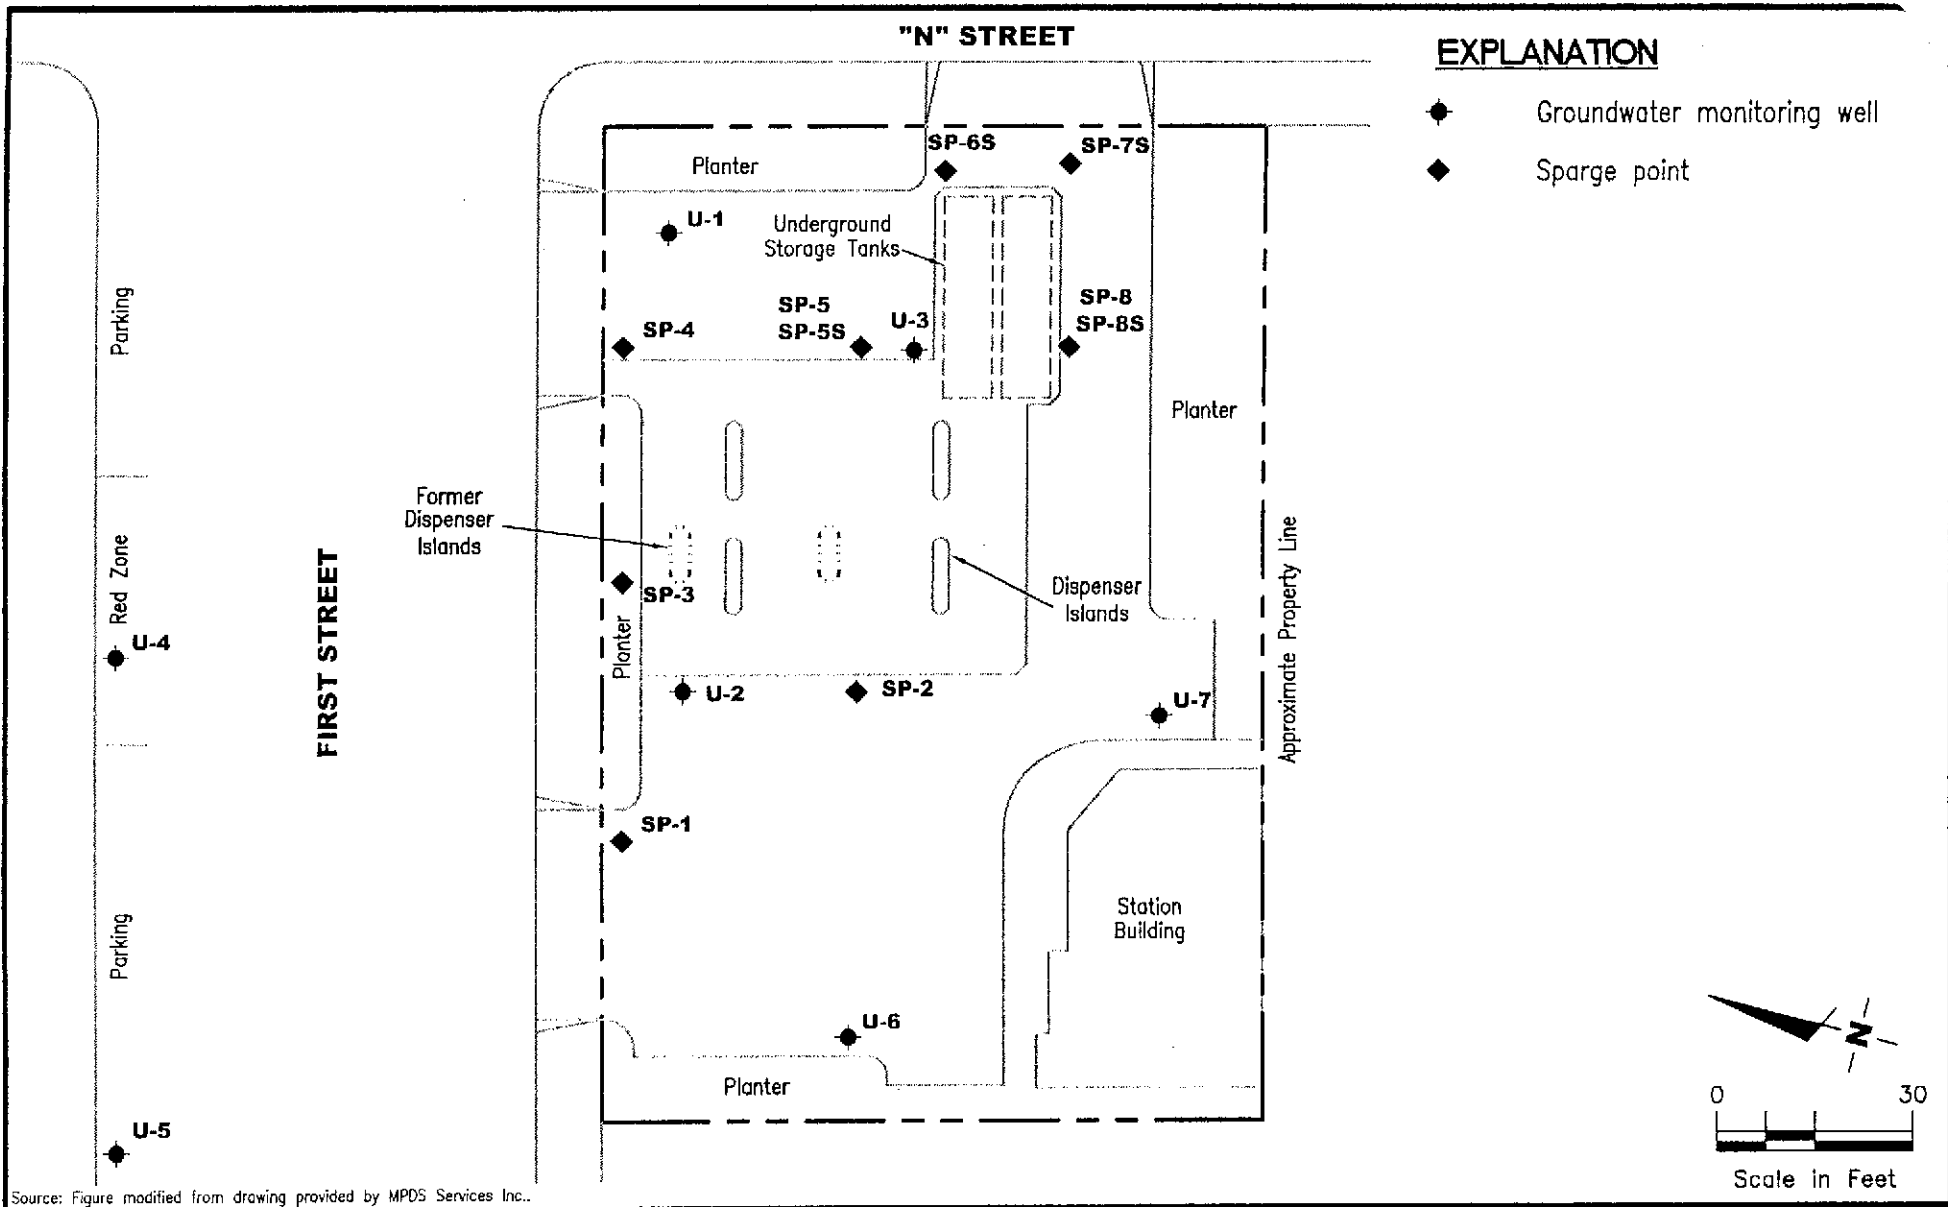 "N" STREET
EXPLANATION
Groundwater monitoring well
Sparge point
SP-6S
SP-7S
Planter
U-1
Underground
Storage Tanks
Parking
SP-4
SP-5
SP-5S
U-3
SP-8
SP-8S
Planter
Former
Dispenser
Islands
Red Zone
FIRST STREET
SP-3
Planter
Dispenser
Islands
Approximate Property Line
U-4
U-2
SP-2
U-7
SP-1
Parking
Station
Building
U-6
Planter
U-5
N
0 30
Scale in Feet
Source: Figure modified from drawing provided by MPDS Services Inc..